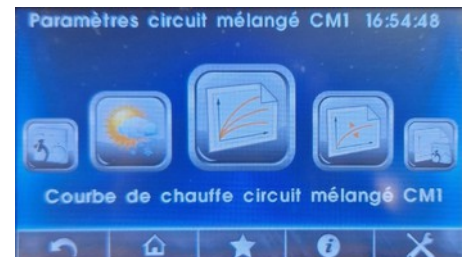 Paramètres circuit mélangé CM1 16:54:48
Courbe de chauffe circuit mélangé CM1